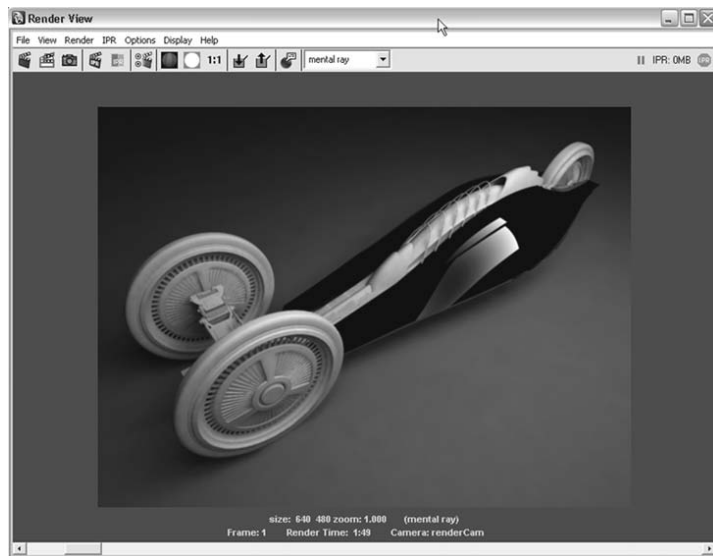 Render View
File View Render IPR Options Display Help
1:1 mental ray IPR: 0MB
size: 640 480 zoom: 1.000 (mental ray)
Frame: 1 Render Time: 1:49 Camera: renderCam